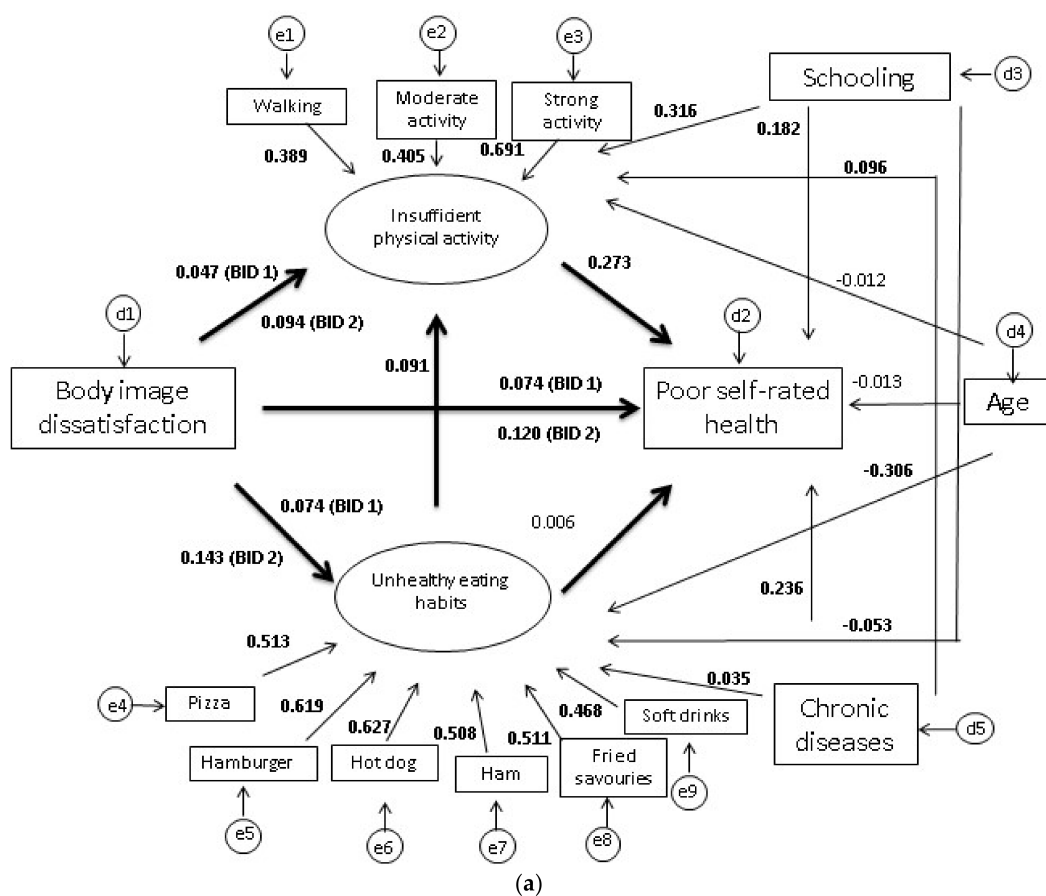 e1
e2
e3
Walking
Moderate
activity
Strong
activity
Schooling
d3
0.389
0.405
0.691
0.316
0.182
0.096
Insufficient
physical activity
0.047 (BID 1)
0.094 (BID 2)
0.273
-0.012
d1
d2
d4
Body image
dissatisfaction
0.091
0.074 (BID 1)
0.120 (BID 2)
Poor self-rated
health
-0.013
Age
0.074 (BID 1)
0.143 (BID 2)
0.006
-0.306
Unhealthy eating
habits
0.236
-0.053
0.513
0.619
0.627
0.508
0.511
0.468
0.035
e4
Pizza
Hamburger
Hot dog
Ham
Fried
savouries
Soft drinks
Chronic
diseases
d5
e5
e6
e7
e8
e9
(a)